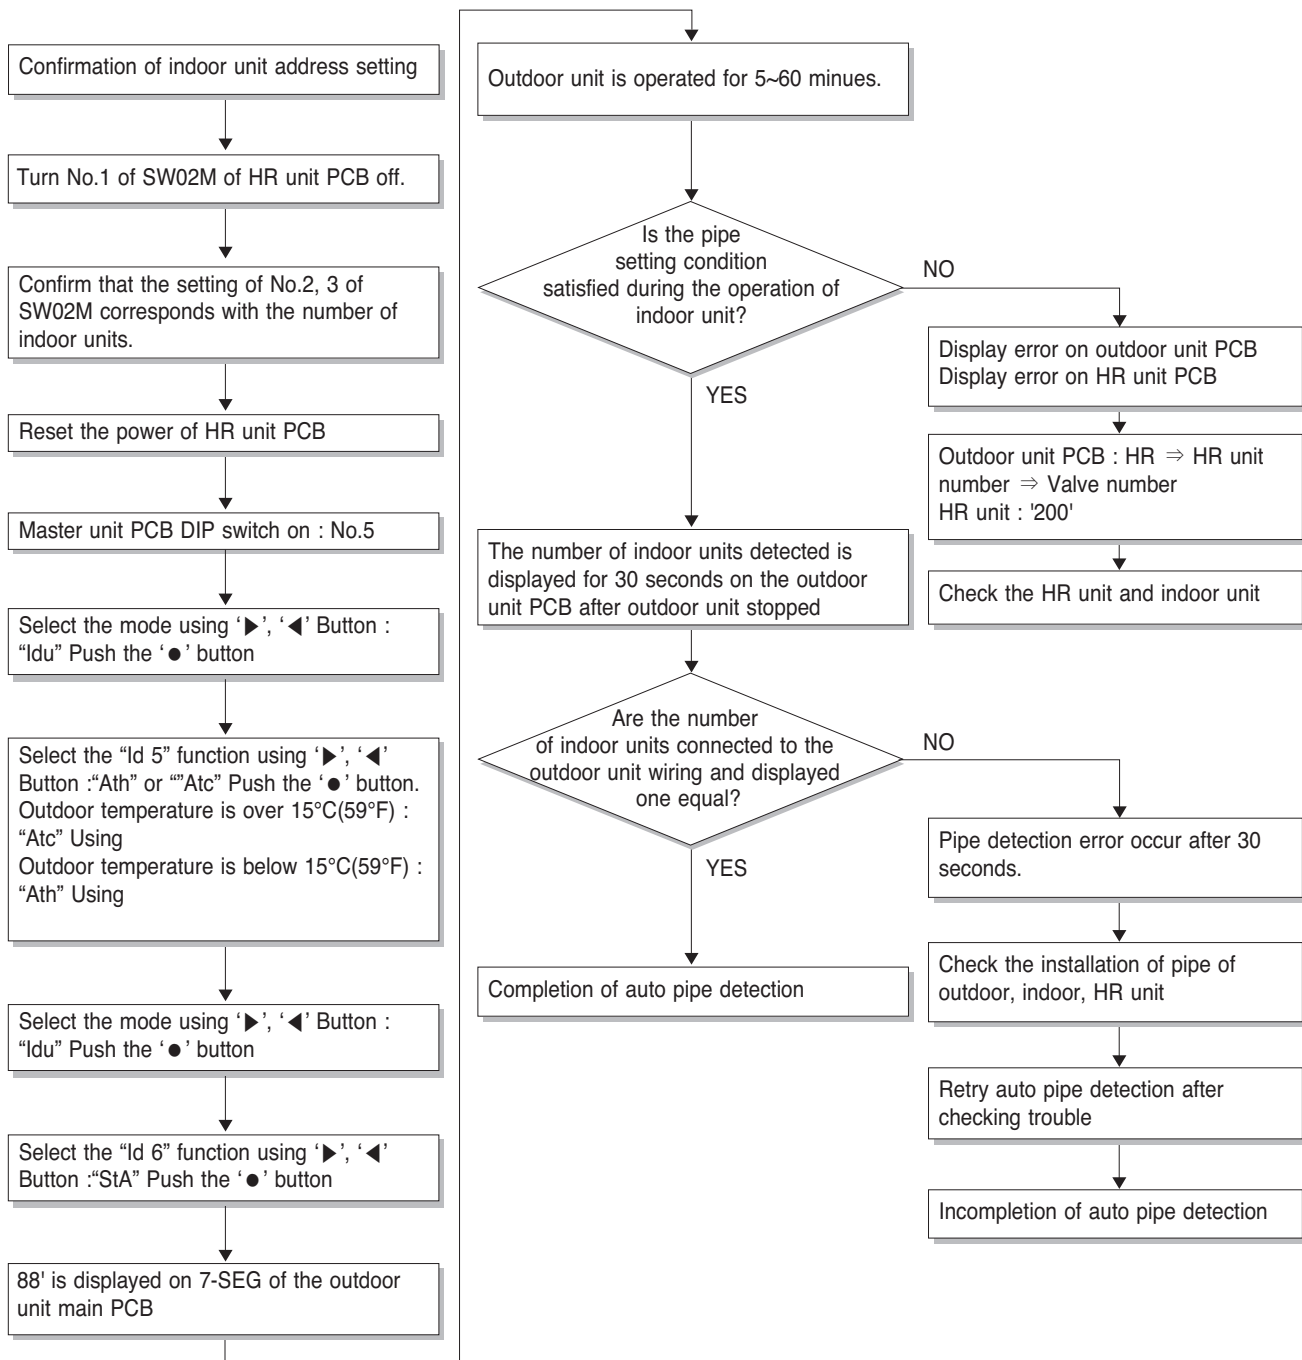 Confirmation of indoor unit address setting
Turn No.1 of SW02M of HR unit PCB off.
Confirm that the setting of No.2, 3 of
SW02M corresponds with the number of
indoor units.
Reset the power of HR unit PCB
Master unit PCB DIP switch on : No.5
Select the mode using ‘▶’, ‘◀’ Button :
“Idu” Push the ‘●’ button
Select the “Id 5” function using ‘▶’, ‘◀’
Button :“Ath” or “”Atc” Push the ‘●’ button.
Outdoor temperature is over 15°C(59°F) :
“Atc” Using
Outdoor temperature is below 15°C(59°F) :
“Ath” Using
Select the mode using ‘▶’, ‘◀’ Button :
“Idu” Push the ‘●’ button
Select the “Id 6” function using ‘▶’, ‘◀’
Button :“StA” Push the ‘●’ button
88' is displayed on 7-SEG of the outdoor
unit main PCB
Outdoor unit is operated for 5~60 minues.
Is the pipe
setting condition
satisfied during the operation of
indoor unit?
NO
YES
Display error on outdoor unit PCB
Display error on HR unit PCB
Outdoor unit PCB : HR ⇒ HR unit
number ⇒ Valve number
HR unit : '200'
Check the HR unit and indoor unit
The number of indoor units detected is
displayed for 30 seconds on the outdoor
unit PCB after outdoor unit stopped
Are the number
of indoor units connected to the
outdoor unit wiring and displayed
one equal?
NO
YES
Pipe detection error occur after 30
seconds.
Check the installation of pipe of
outdoor, indoor, HR unit
Retry auto pipe detection after
checking trouble
Incompletion of auto pipe detection
Completion of auto pipe detection